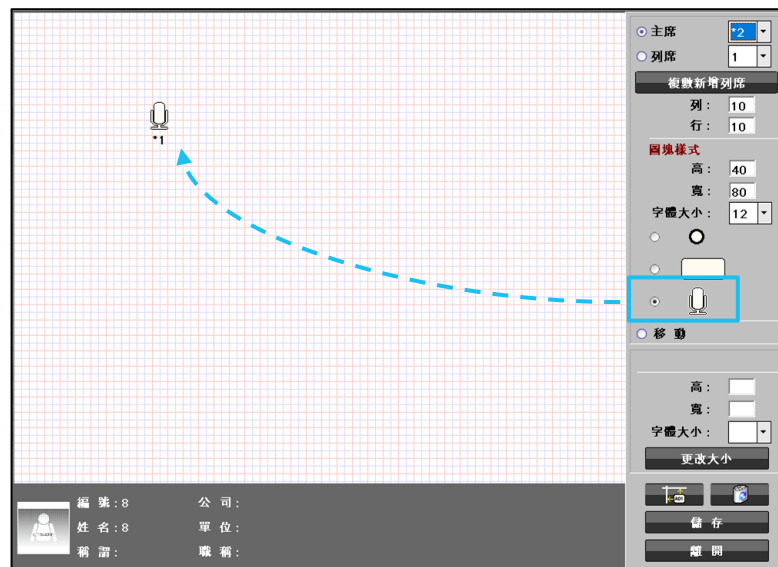 *1
主席 *2
列席 1
複數新增列席
列： 10
行： 10
圖塊樣式
高： 40
寬： 80
字體大小： 12
移 動
高：
寬：
字體大小：
更改大小
儲 存
離 開
編 號:8 公 司:
姓 名:8 單 位:
稱 謂: 職 稱: